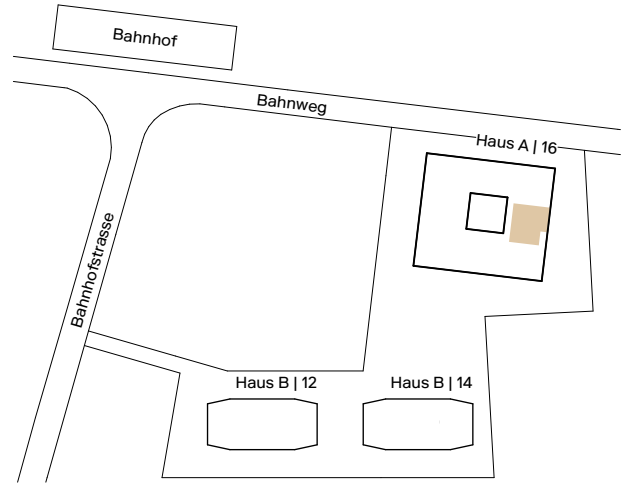 Bahnhof
Bahnweg
Haus A | 16
Bahnhofstrasse
Haus B | 12
Haus B | 14